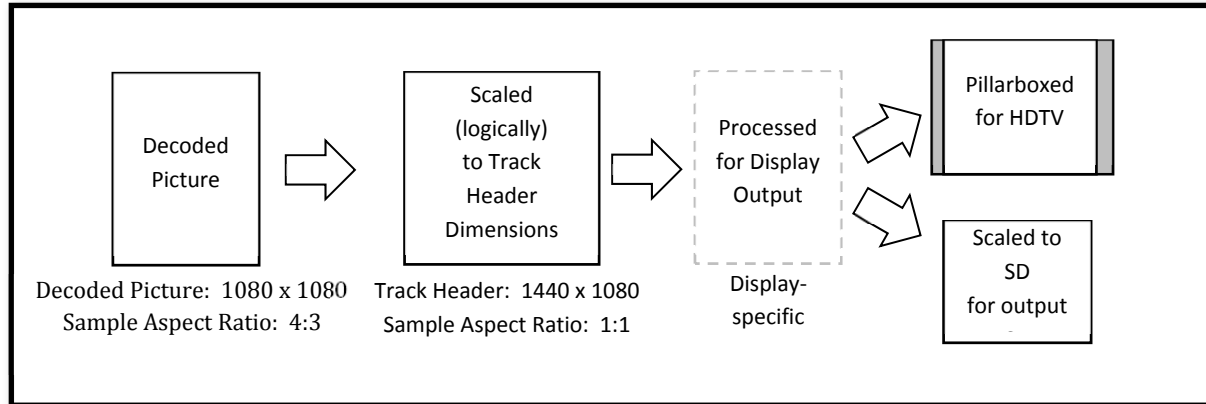 Decoded
Picture
Decoded Picture: 1080 x 1080
Sample Aspect Ratio: 4:3
Scaled
(logically)
to Track
Header
Dimensions
Track Header: 1440 x 1080
Sample Aspect Ratio: 1:1
Processed
for Display
Output
Display-
specific
Pillarboxed
for HDTV
Scaled to
SD
for output